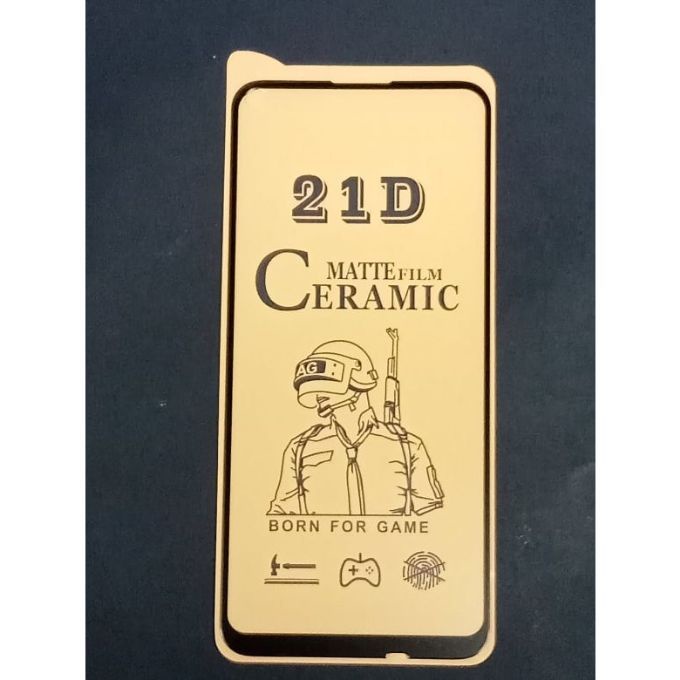 21D
MATTE FILM
CERAMIC
AG
BORN FOR GAME